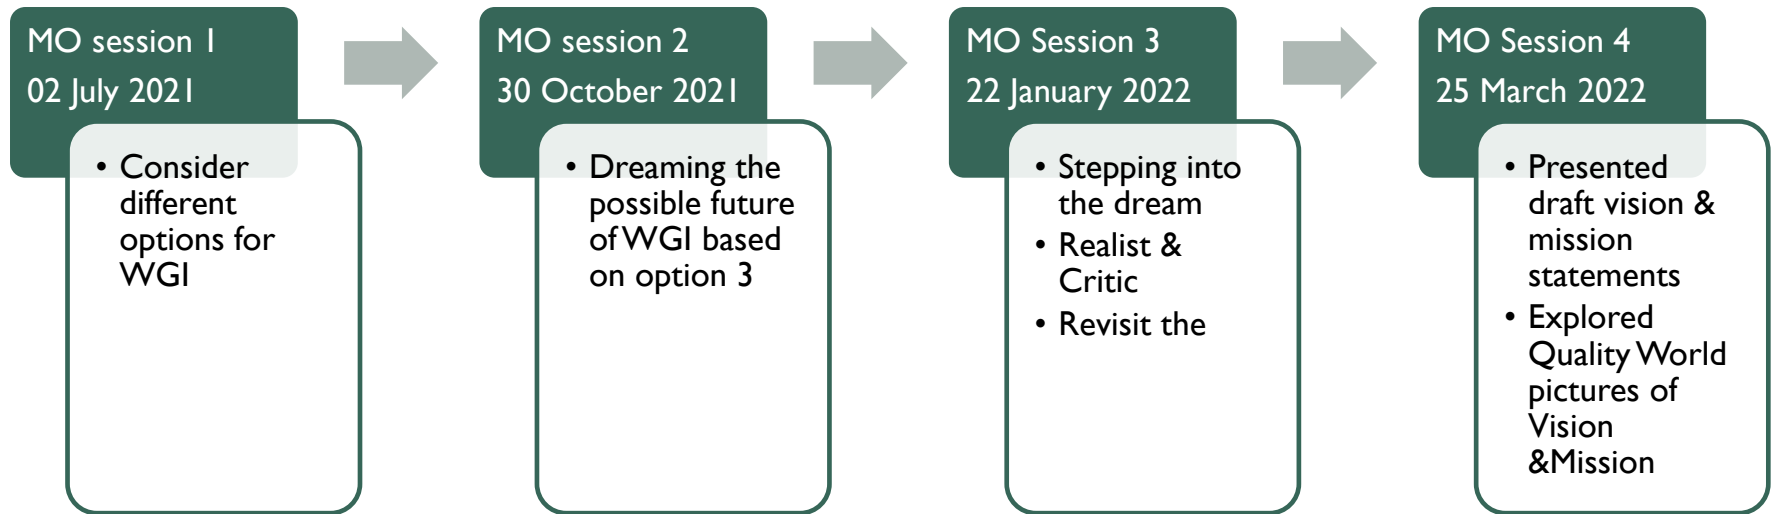 MO session 1
02 July 2021
• Consider
different
options for
WGI
MO session 2
30 October 2021
• Dreaming the
possible future
of WGI based
on option 3
MO Session 3
22 January 2022
• Stepping into
the dream
• Realist &
Critic
• Revisit the
MO Session 4
25 March 2022
• Presented
draft vision &
mission
statements
• Explored
Quality World
pictures of
Vision
&Mission